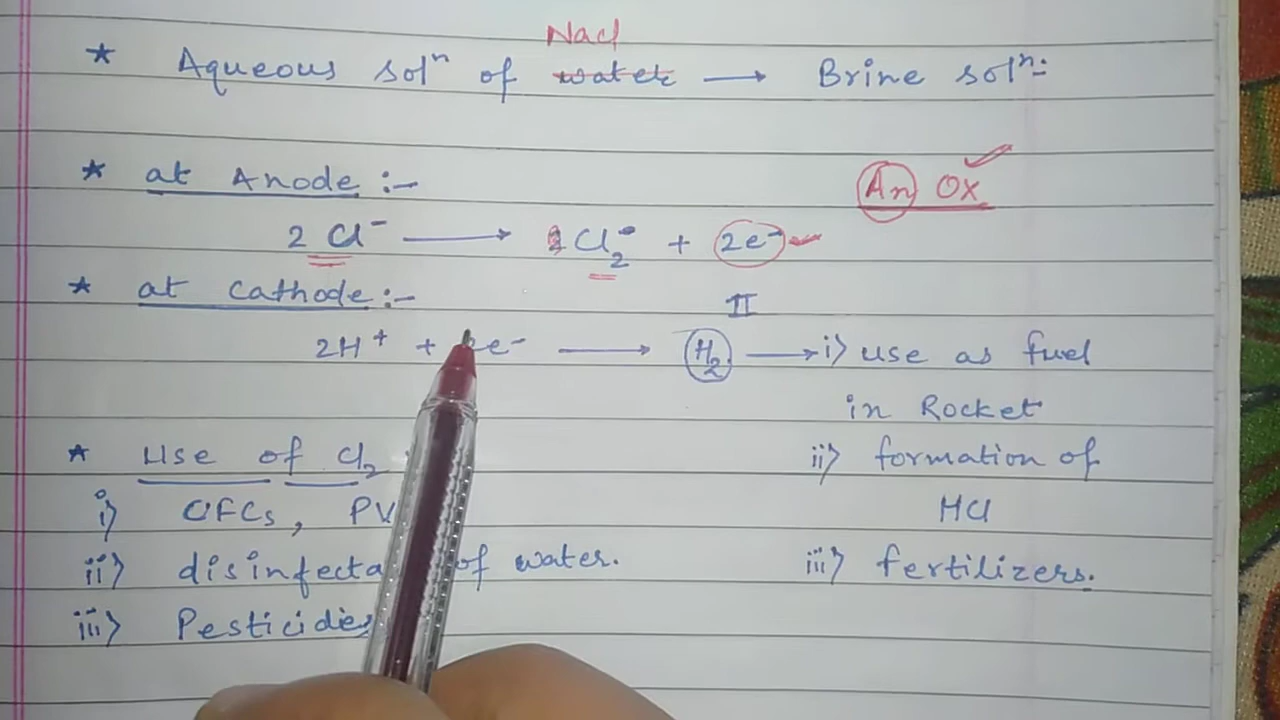 NaCl
* Aqueous solⁿ of water → Brine solⁿ:-
* at Anode :-
An Ox ✓
2 Cl⁻ → Cl₂ + 2e⁻
* at Cathode :-
II
2H⁺ + e⁻ → H₂ → i) use as fuel
in Rocket
* Use of Cl₂
ii) formation of
i) CFCs, PV
HCl
ii) disinfecta of water.
iii) fertilizers.
iii) Pesticides